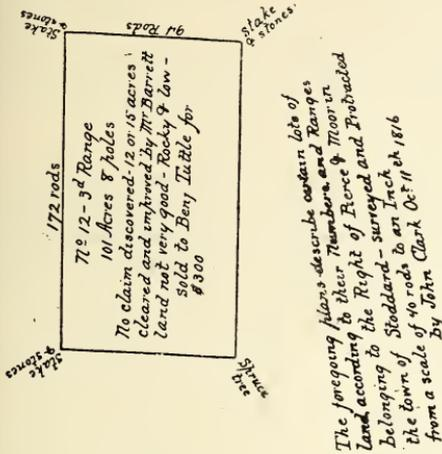 Stake
& stones
94 Rods
stake
& stones.
172 rods
No 12 - 3d Range
101 Acres 8 poles
No claim discovered - 12 or 15 acres
cleared and improved by Mr Barrett
land not very good - Rocky & low -
sold to Benj Tuttle for
$300
Stake
& stones
Spruce
tree
The foregoing plans describe certain lots of
land according to their Numbers, and Ranges
belonging to the Right of Pierce & Moor in
the town of Stoddard - surveyed and Protracted
from a scale of 40 rods to an Inch
By John Clark Oct 11th 1816